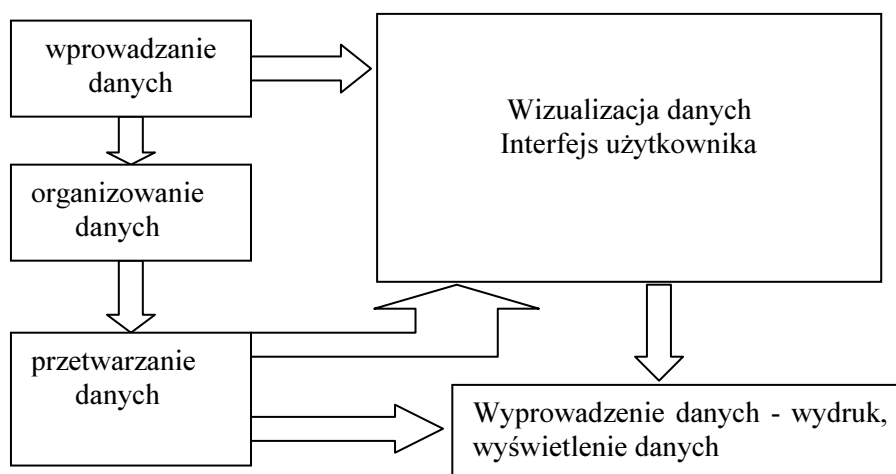 wprowadzanie
danych
Wizualizacja danych
Interfejs użytkownika
organizowanie
danych
przetwarzanie
danych
Wyprowadzenie danych - wydruk,
wyświetlenie danych